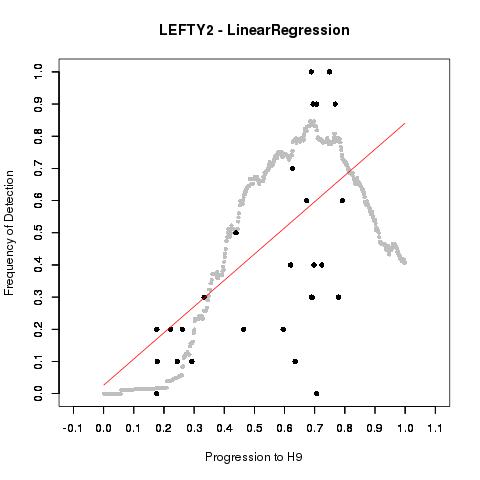 LEFTY2 - LinearRegression
Frequency of Detection
1.0
0.9
0.8
0.7
0.6
0.5
0.4
0.3
0.2
0.1
0.0
-0.1 0.0 0.1 0.2 0.3 0.4 0.5 0.6 0.7 0.8 0.9 1.0 1.1
Progression to H9